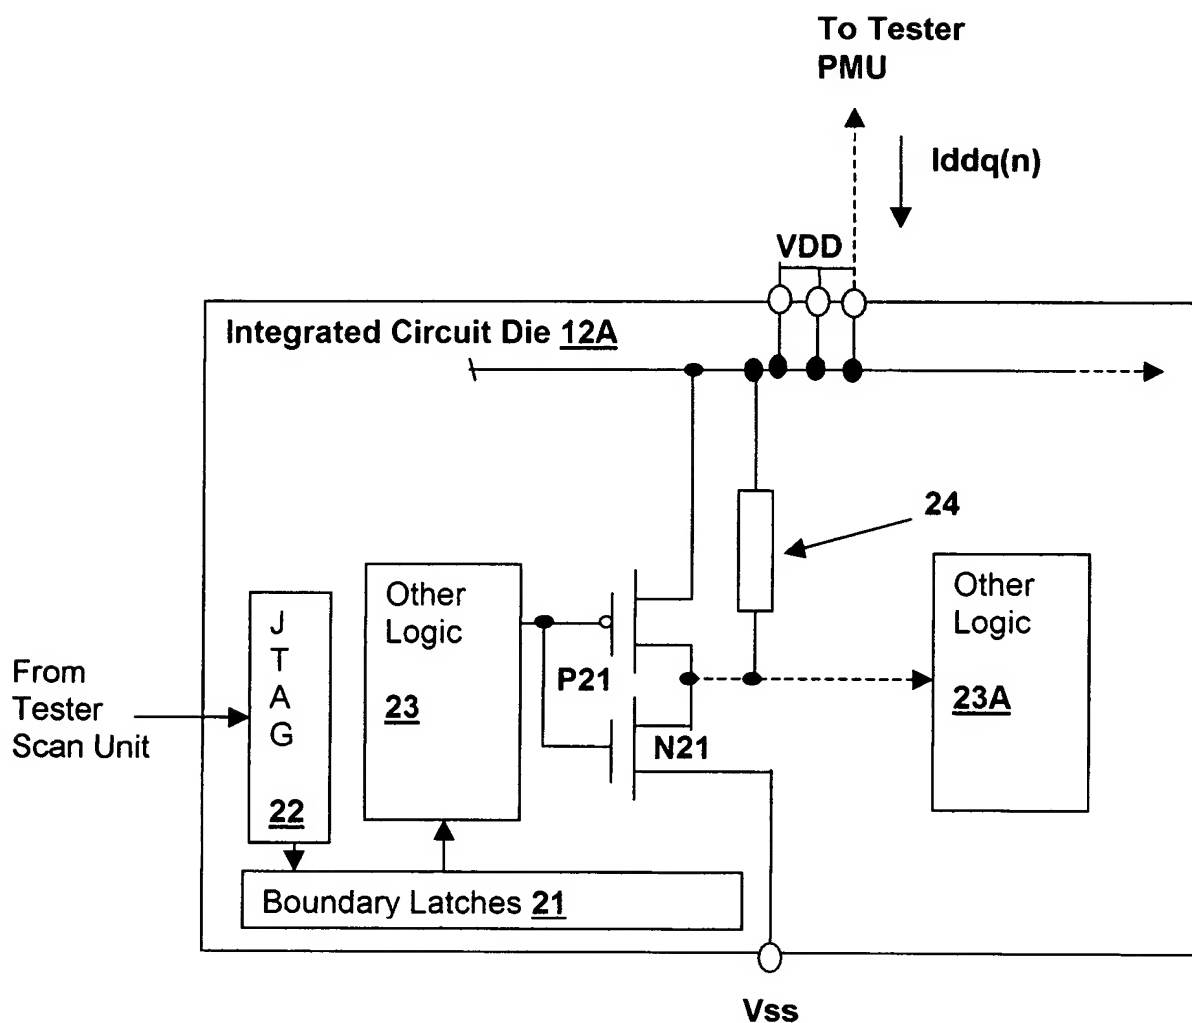 To Tester
PMU
Iddq(n)
VDD
Integrated Circuit Die 12A
24
Other
Logic
23
Other
Logic
23A
J
T
A
G
22
P21
N21
From
Tester
Scan Unit
Boundary Latches 21
Vss